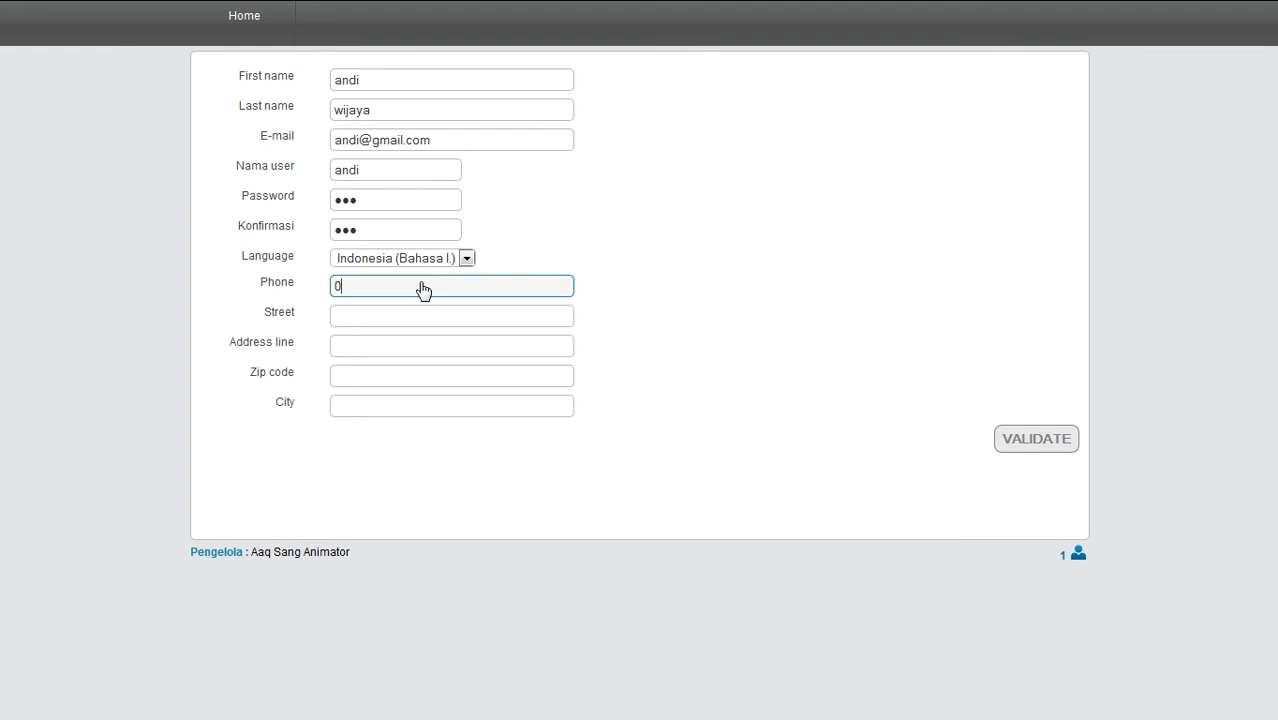 Home
First name andi
Last name wijaya
E-mail andi@gmail.com
Nama user andi
Password •••
Konfirmasi •••
Language Indonesia (Bahasa I.)
Phone 0
Street
Address line
Zip code
City
VALIDATE
Pengelola : Aaq Sang Animator 1